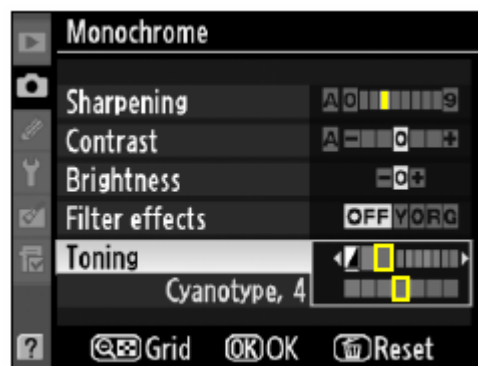 Monochrome
Sharpening A 0 9
Contrast A - 0 +
Brightness - 0 +
Filter effects OFF Y O R G
Toning
Cyanotype, 4
? Grid OK OK Reset